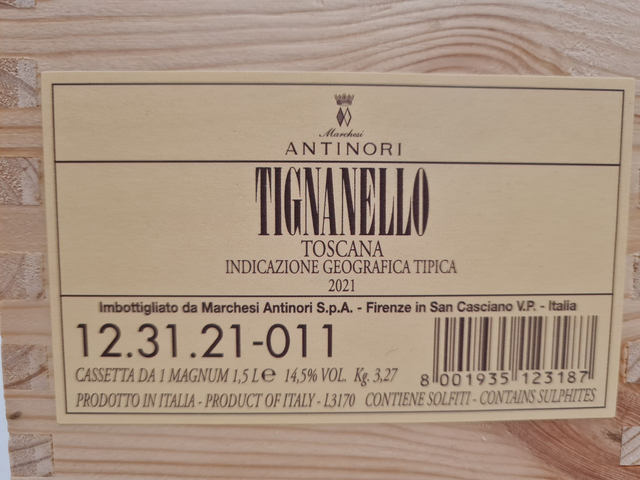 Marchesi
ANTINORI
TIGNANELLO
TOSCANA
INDICAZIONE GEOGRAFICA TIPICA
2021
Imbottigliato da Marchesi Antinori S.p.A. - Firenze in San Casciano V.P. - Italia
12.31.21-011
CASSETTA DA 1 MAGNUM 1,5 L e 14,5% VOL. Kg. 3,27
8 001935 123187
PRODOTTO IN ITALIA - PRODUCT OF ITALY - L3170 CONTIENE SOLFITI - CONTAINS SULPHITES